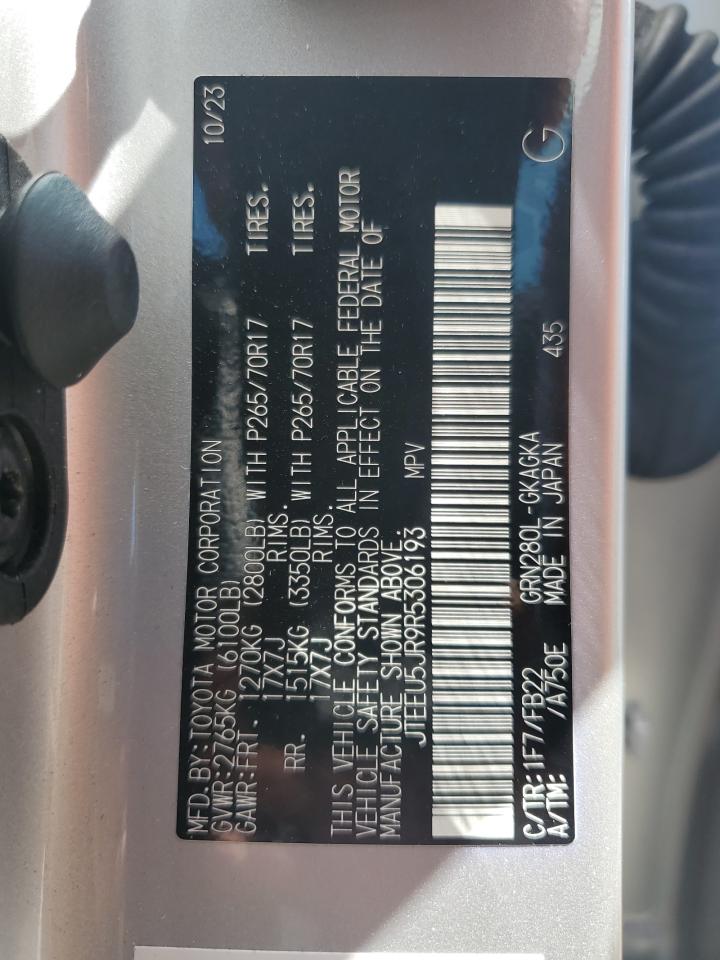 MFD. BY:TOYOTA MOTOR CORPORATION 10/23
GVWR:2765KG (6100LB)
GAWR:FRT. 1270KG (2800LB) WITH P265/70R17 TIRES.
17X7J RIMS.
RR. 1515KG (3350LB) WITH P265/70R17 TIRES.
17X7J RIMS.
THIS VEHICLE CONFORMS TO ALL APPLICABLE FEDERAL MOTOR
VEHICLE SAFETY STANDARDS IN EFFECT ON THE DATE OF
MANUFACTURE SHOWN ABOVE.
JTEEU5JR9R5306193 MPV
C/TR:1F7/FB22 GRN280L-GKAGKA G
A/TM: /A750E MADE IN JAPAN 435